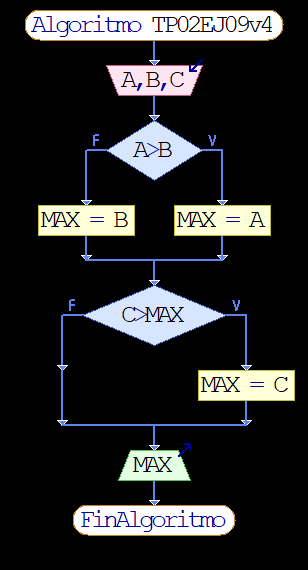 Algoritmo TP02EJ09v4
A,B,C
F
A>B
V
MAX = B
MAX = A
F
C>MAX
V
MAX = C
MAX
FinAlgoritmo